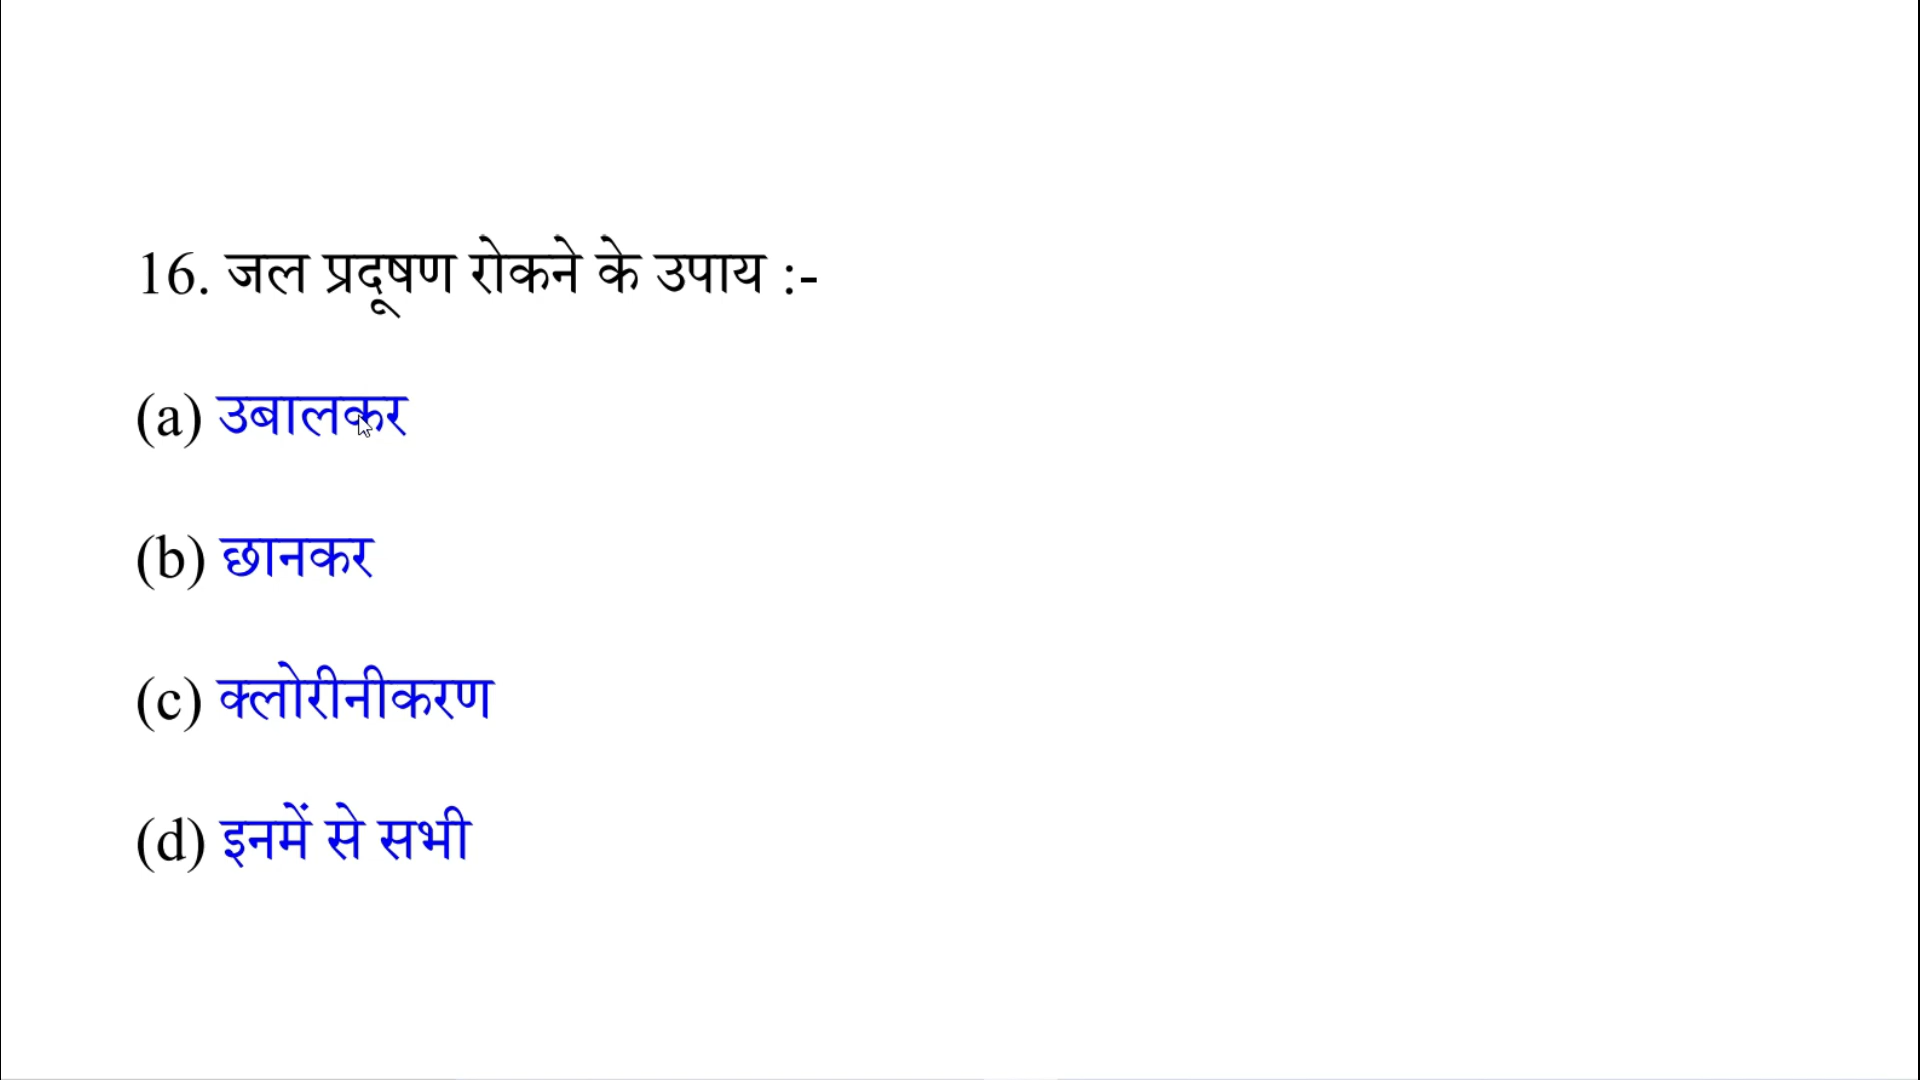 16. जल प्रदूषण रोकने के उपाय :-
(a) उबालकर
(b) छानकर
(c) क्लोरीनीकरण
(d) इनमें से सभी